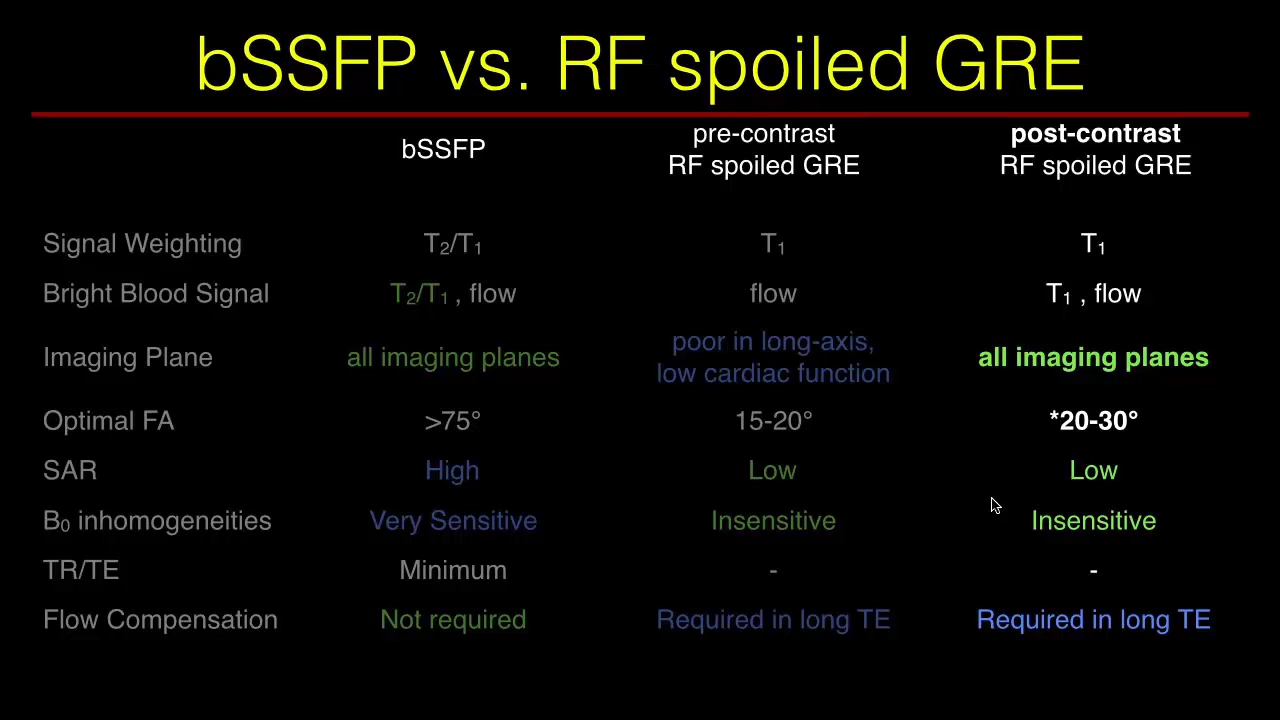 bSSFP vs. RF spoiled GRE
bSSFP
pre-contrast
RF spoiled GRE
post-contrast
RF spoiled GRE
Signal Weighting T₂/T₁ T₁ T₁
Bright Blood Signal T₂/T₁ , flow flow T₁ , flow
Imaging Plane all imaging planes poor in long-axis, low cardiac function all imaging planes
Optimal FA >75° 15-20° *20-30°
SAR High Low Low
B₀ inhomogeneities Very Sensitive Insensitive Insensitive
TR/TE Minimum - -
Flow Compensation Not required Required in long TE Required in long TE